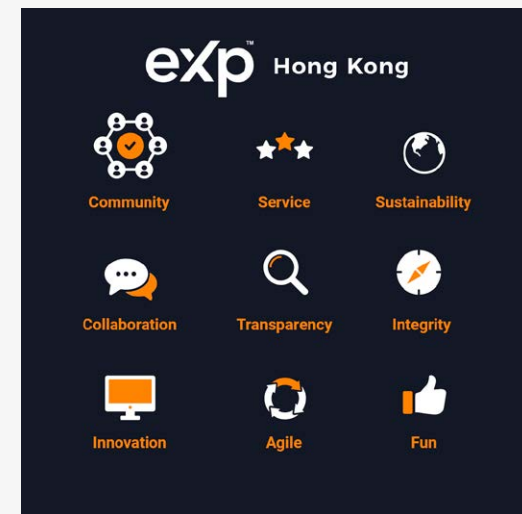 eXp™ Hong Kong
Community Service Sustainability
Collaboration Transparency Integrity
Innovation Agile Fun